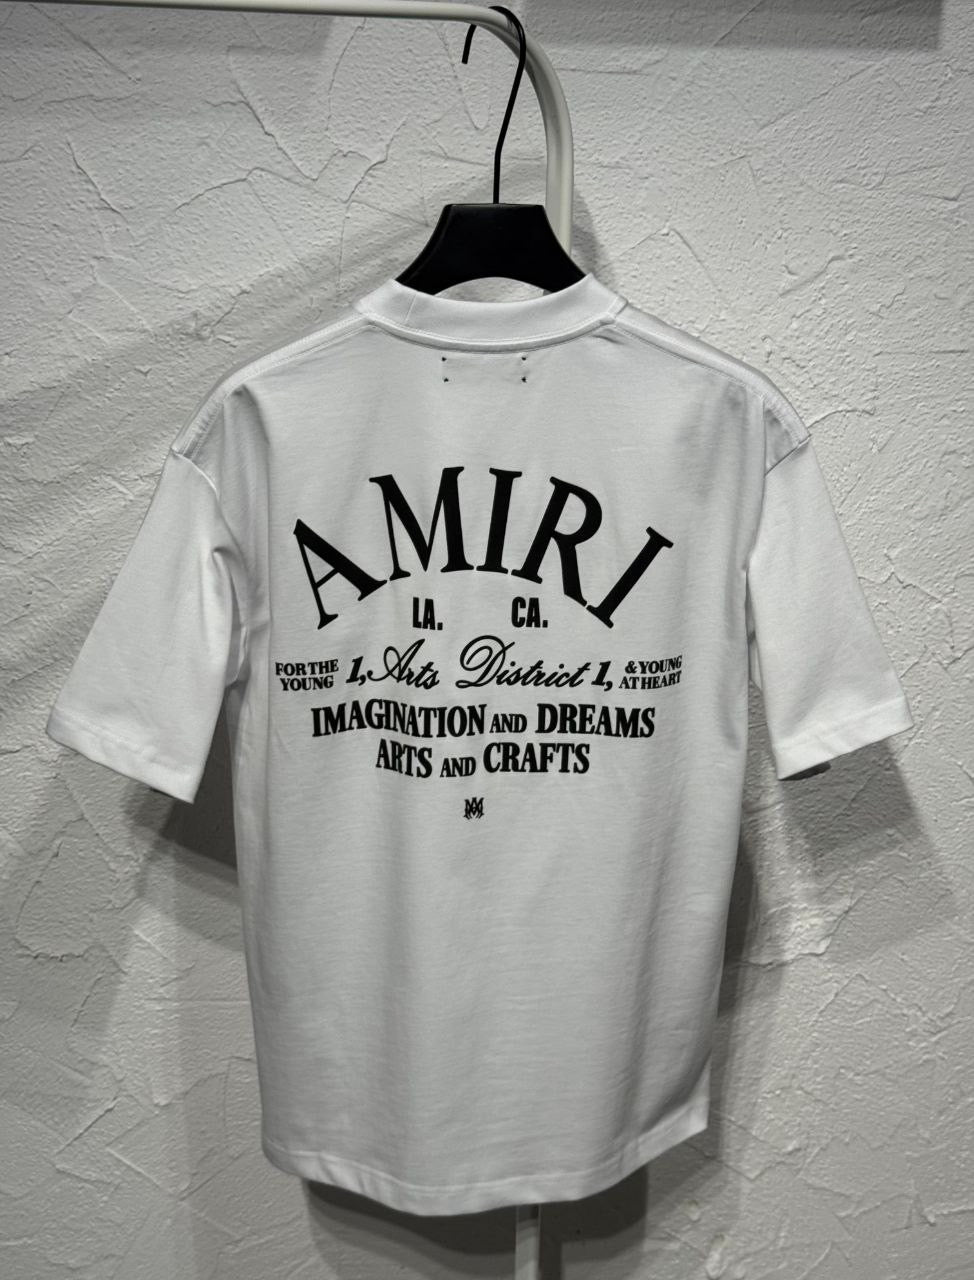 AMIRI
LA. CA.
FOR THE YOUNG 1, Arts District 1, & YOUNG AT HEART
IMAGINATION AND DREAMS
ARTS AND CRAFTS